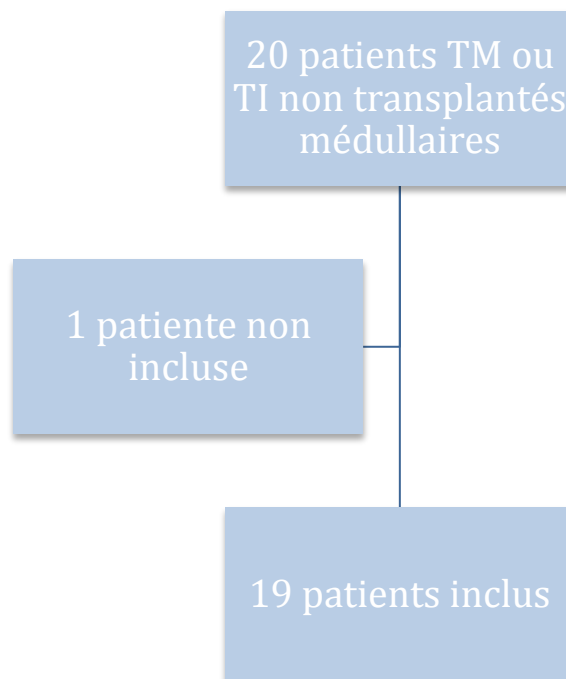 20 patients TM ou
TI non transplantés
médullaires
1 patiente non
incluse
19 patients inclus